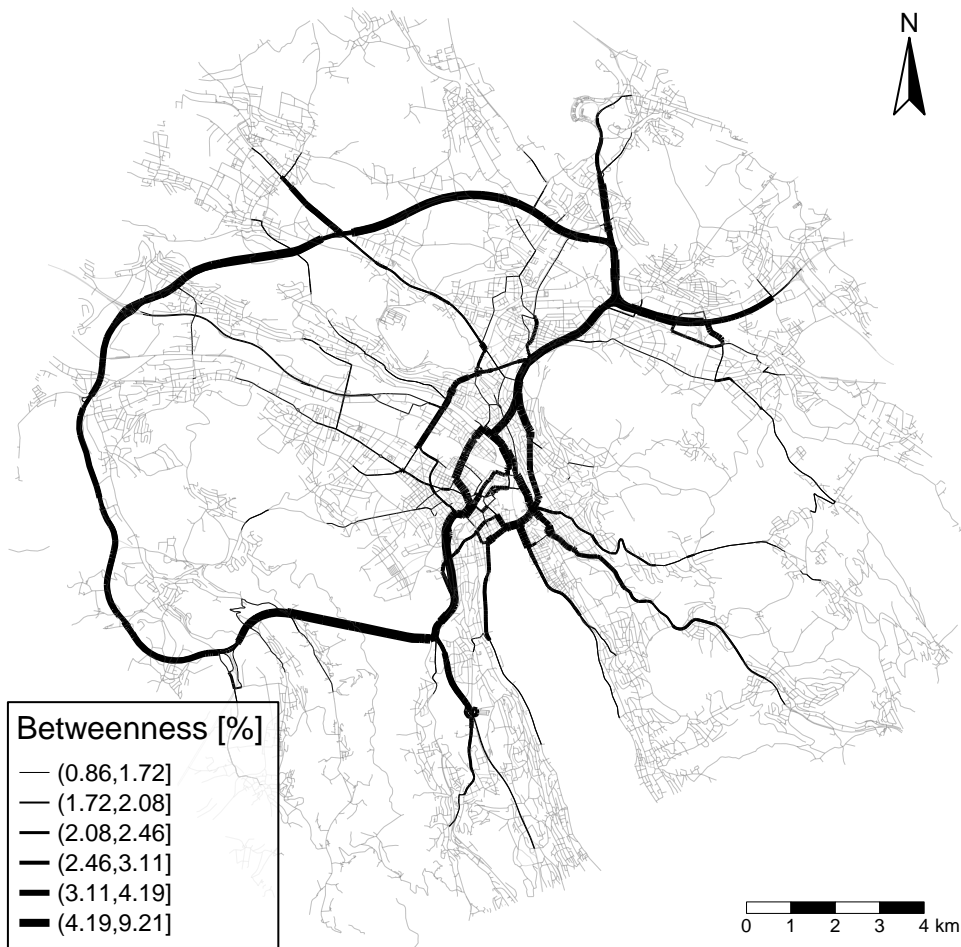 N
Betweenness [%]
(0.86,1.72]
(1.72,2.08]
(2.08,2.46]
(2.46,3.11]
(3.11,4.19]
(4.19,9.21]
0 1 2 3 4 km